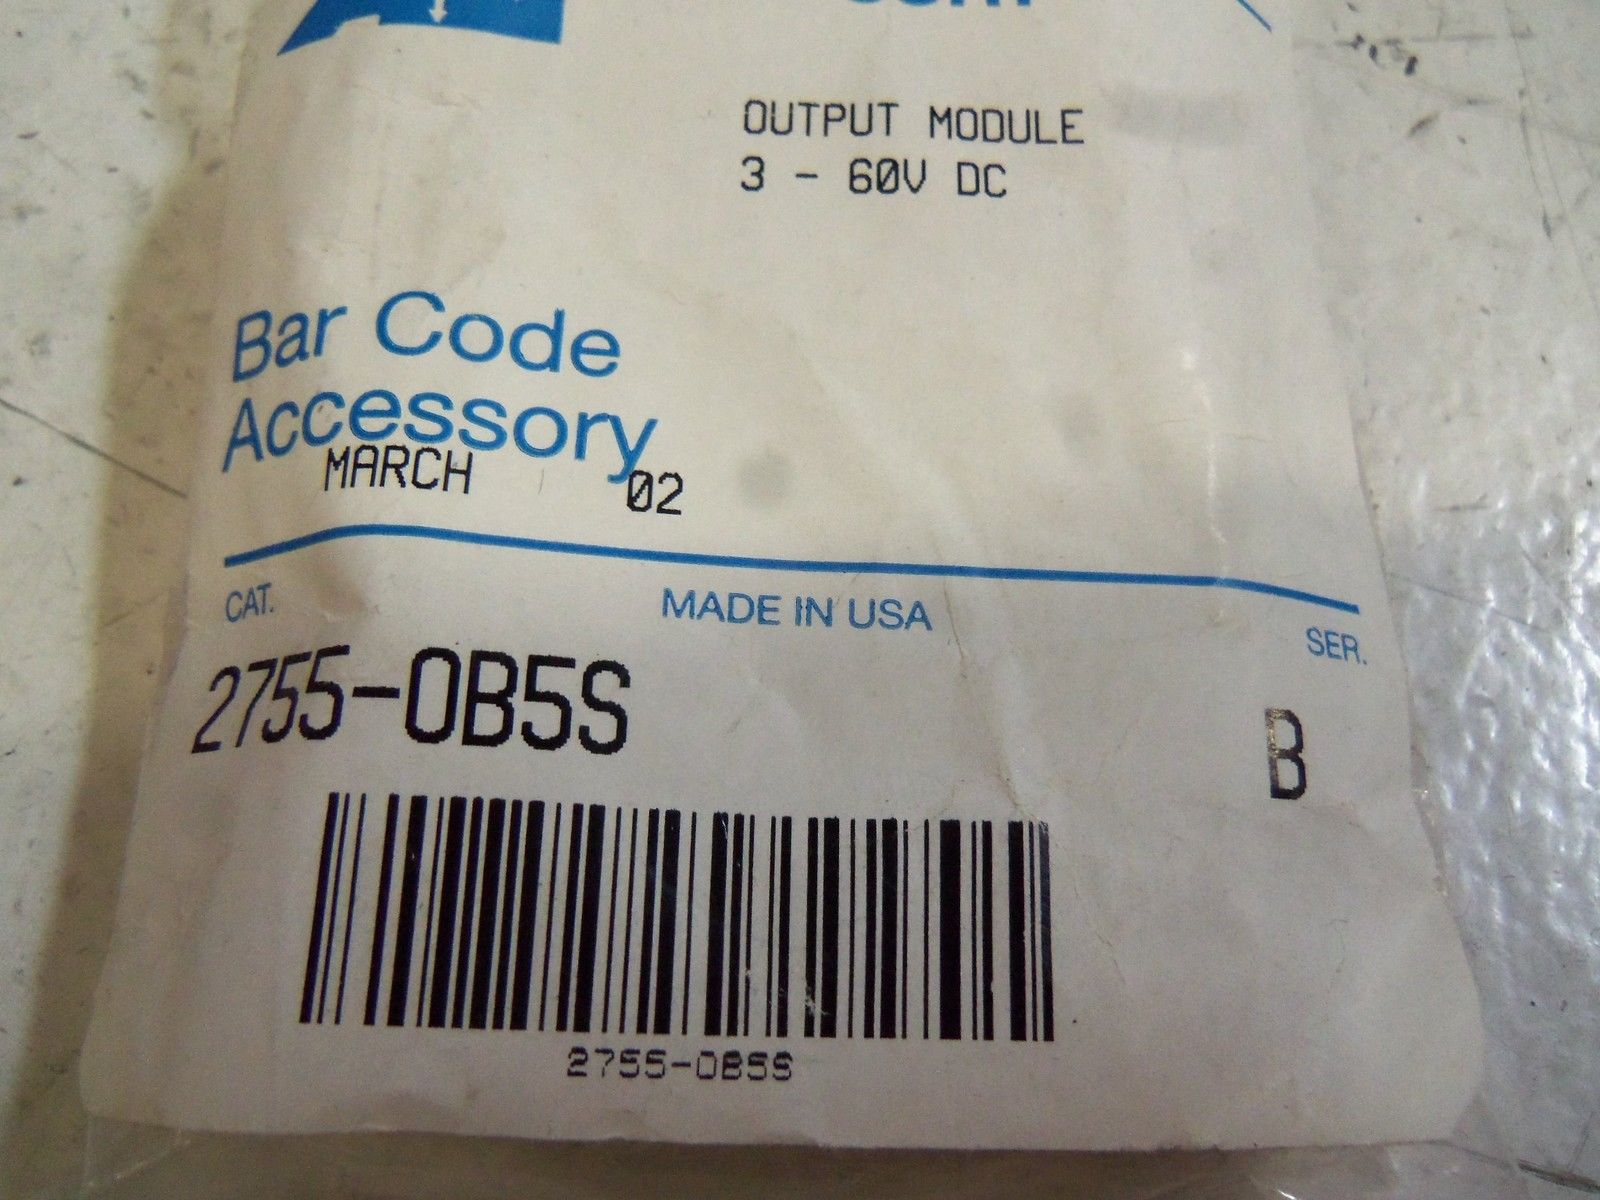 OUTPUT MODULE
3 - 60V DC
Bar Code
Accessory
MARCH 02
CAT. MADE IN USA SER.
2755-OB5S B
2755-OB5S